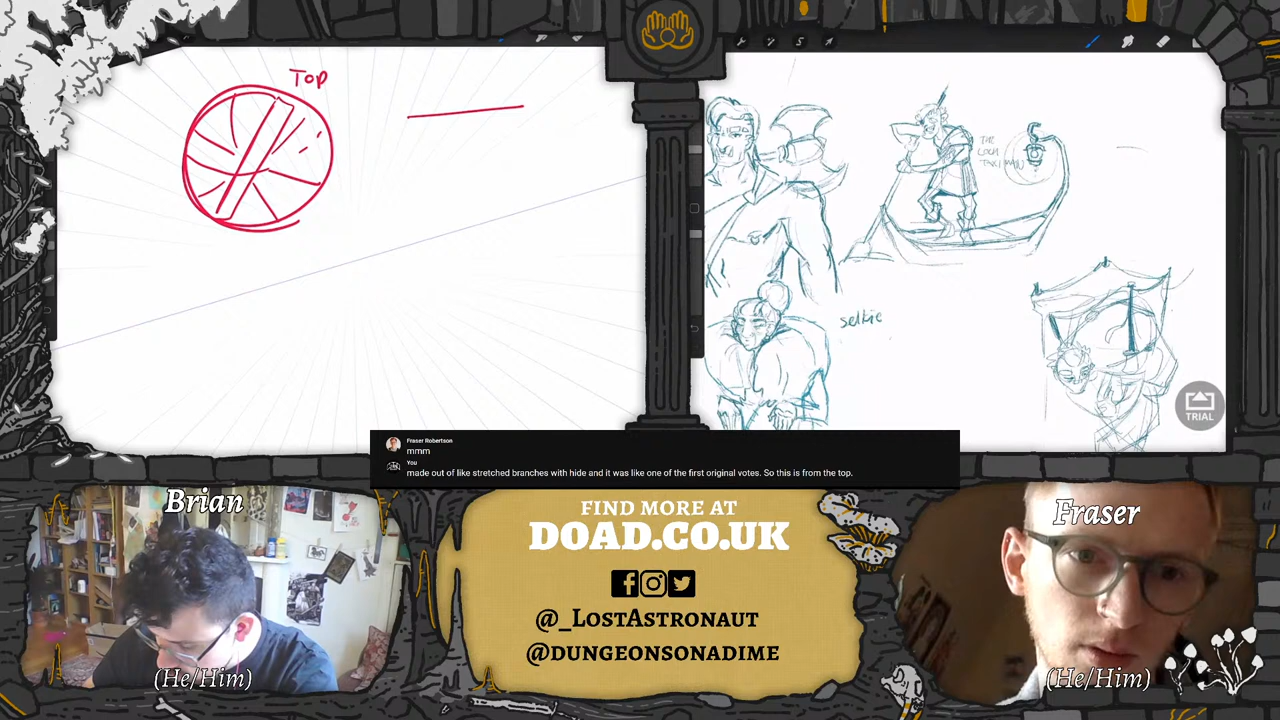 Top
THE
LOCH
TAXI MAN
selkie
TRIAL
Fraser Robertson
mmm
You
made out of like stretched branches with hide and it was like one of the first original votes. So this is from the top.
Brian
(He/Him)
FIND MORE AT
DOAD.CO.UK
@_LostAstronaut
@dungeonsonadime
Fraser
(He/Him)